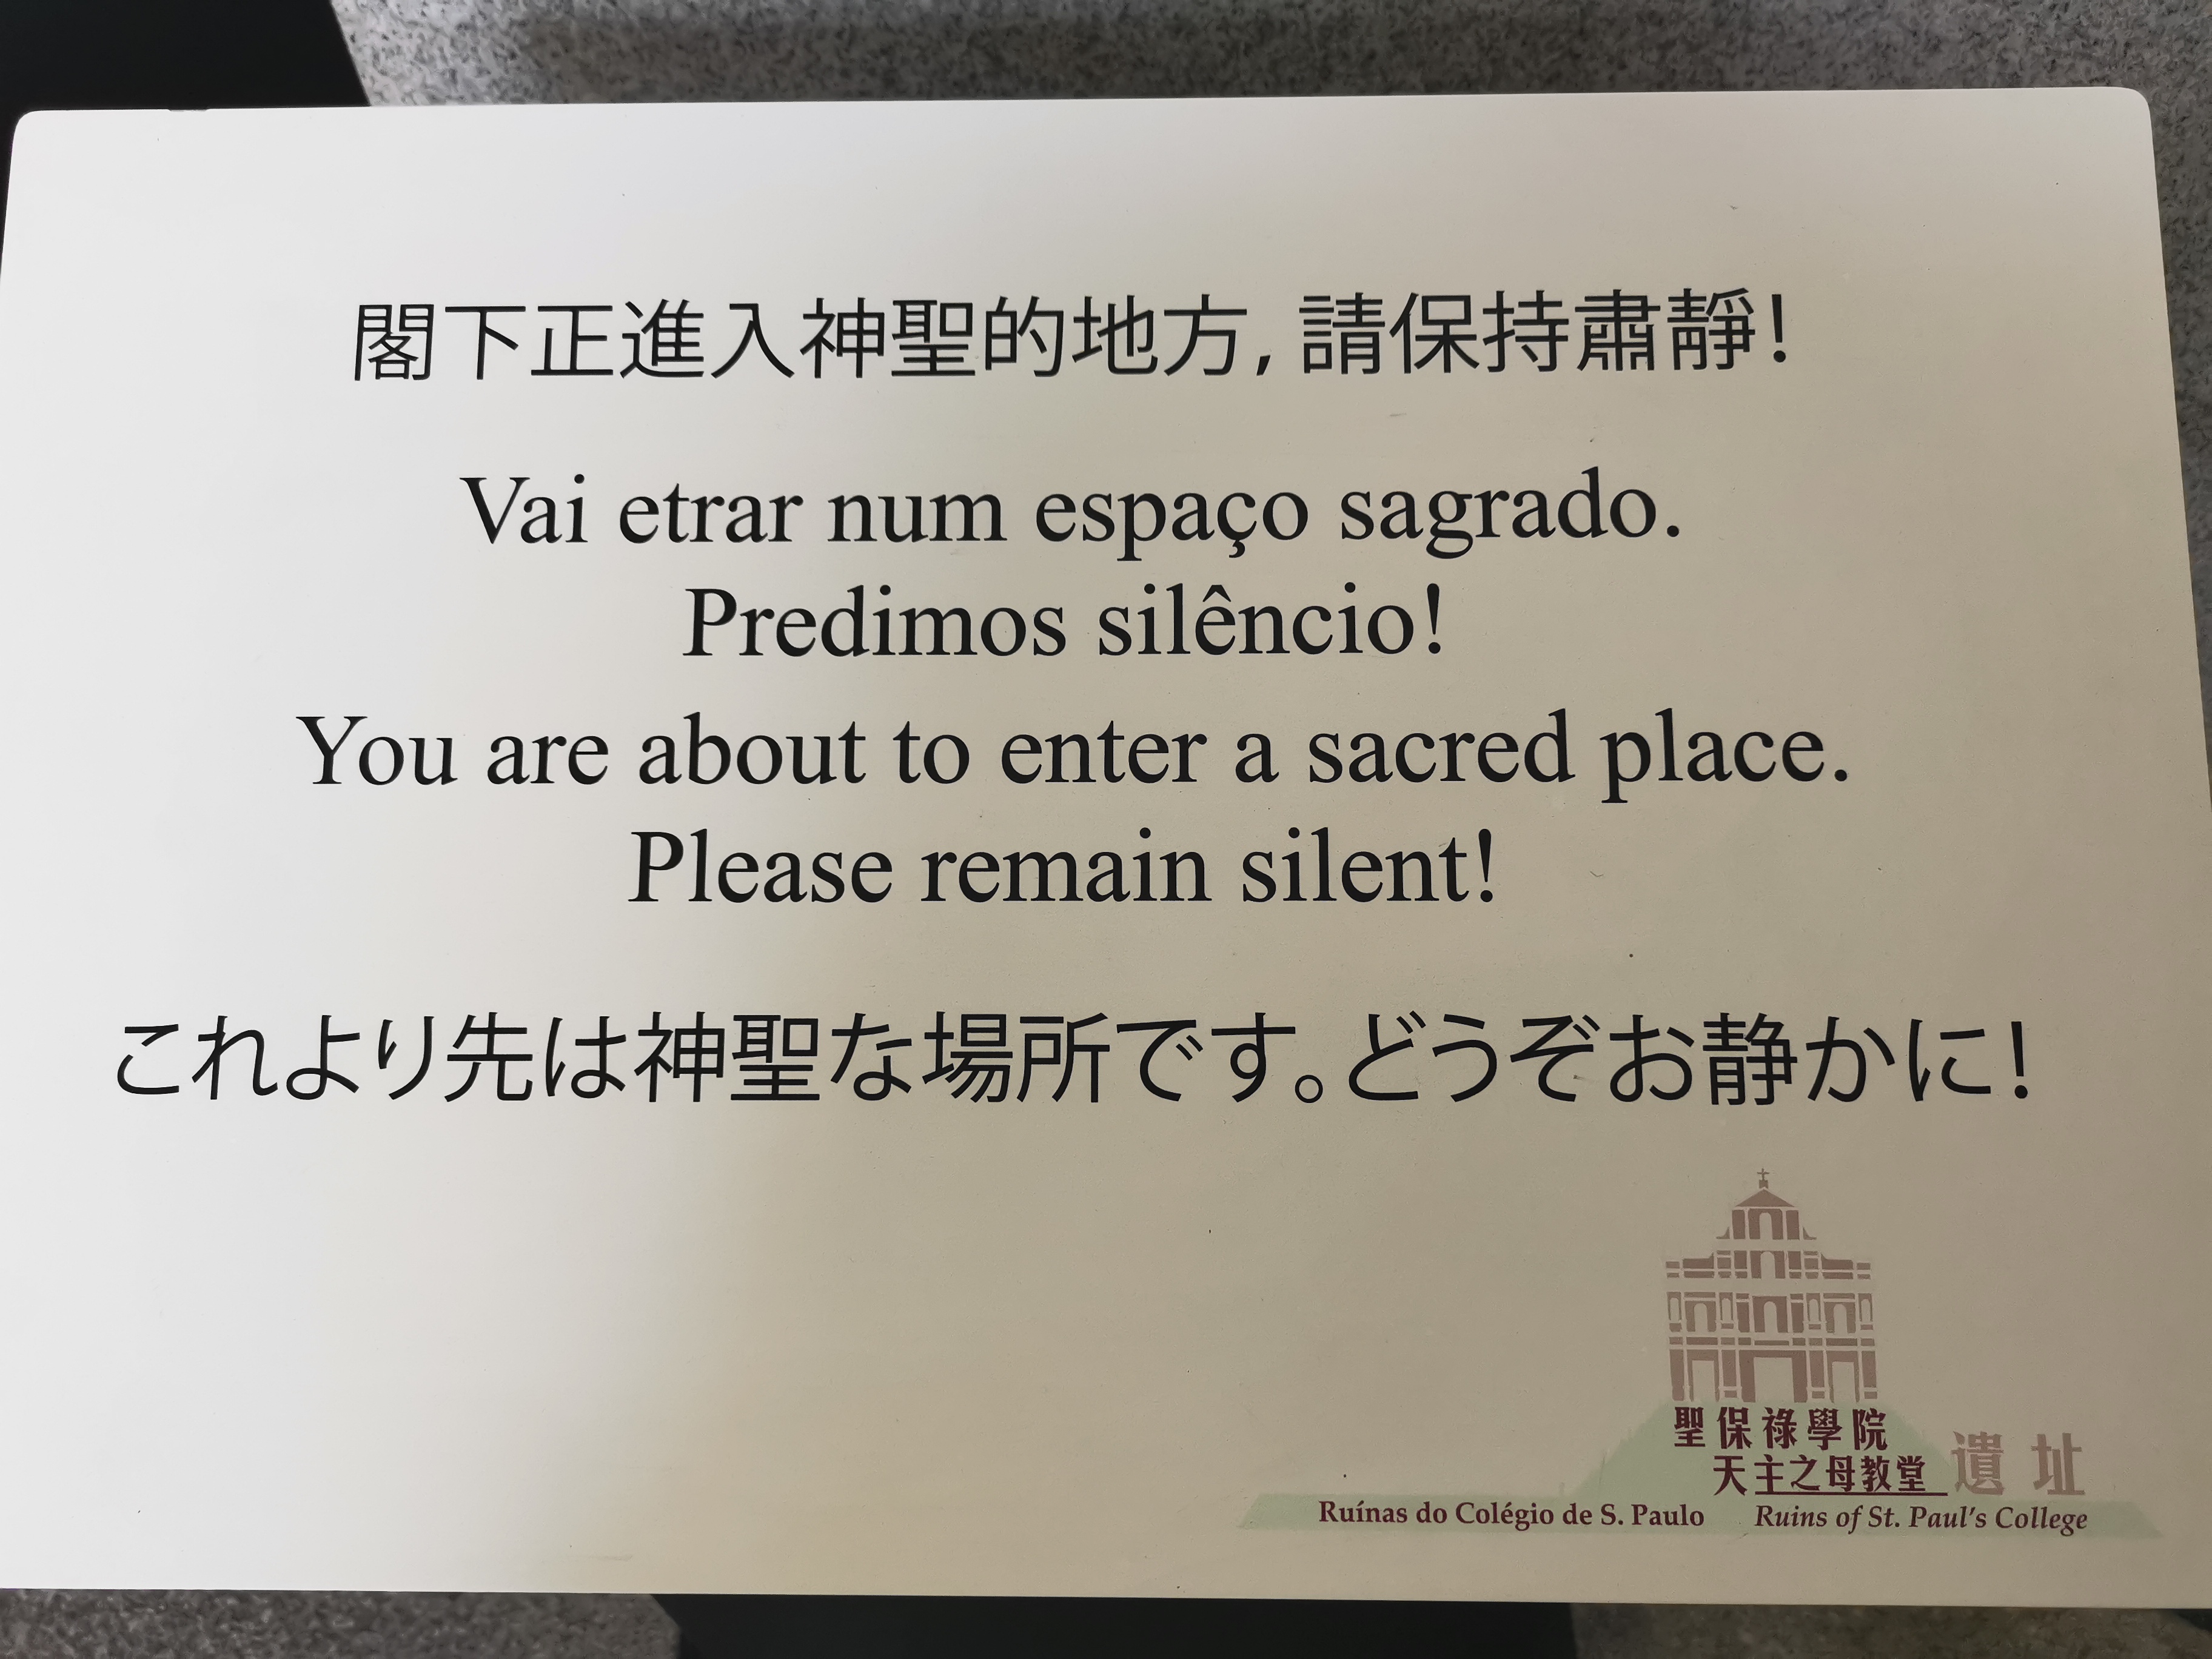 閣下正進入神聖的地方，請保持肅靜！
Vai etrar num espaço sagrado.
Predimos silêncio!
You are about to enter a sacred place.
Please remain silent!
これより先は神聖な場所です。どうぞお静かに！
聖保祿學院
天主之母教堂 遺址
Ruínas do Colégio de S. Paulo Ruins of St. Paul's College